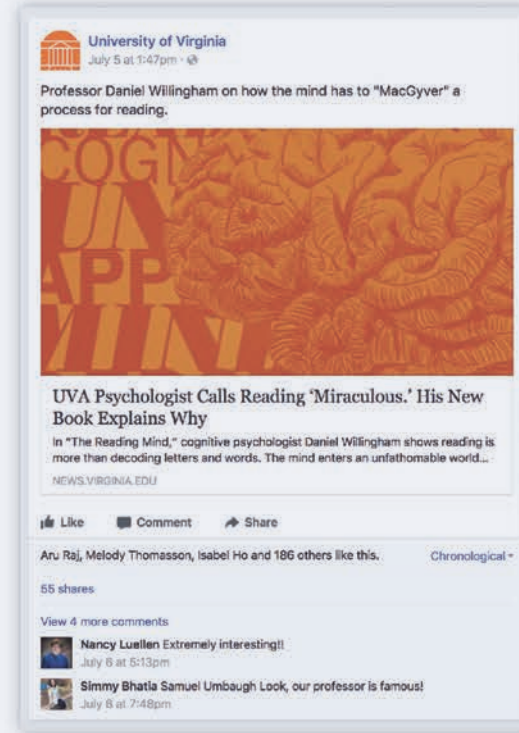 University of Virginia
July 5 at 1:47pm ·
Professor Daniel Willingham on how the mind has to "MacGyver" a
process for reading.
COGN
UN
APP
MIND
UVA Psychologist Calls Reading ‘Miraculous.’ His New
Book Explains Why
In "The Reading Mind," cognitive psychologist Daniel Willingham shows reading is
more than decoding letters and words. The mind enters an unfathomable world...
NEWS.VIRGINIA.EDU
Like Comment Share
Aru Raj, Melody Thomasson, Isabel Ho and 186 others like this. Chronological
55 shares
View 4 more comments
Nancy Luellen Extremely interesting!!
July 6 at 5:13pm
Simmy Bhatia Samuel Umbaugh Look, our professor is famous!
July 6 at 7:48pm